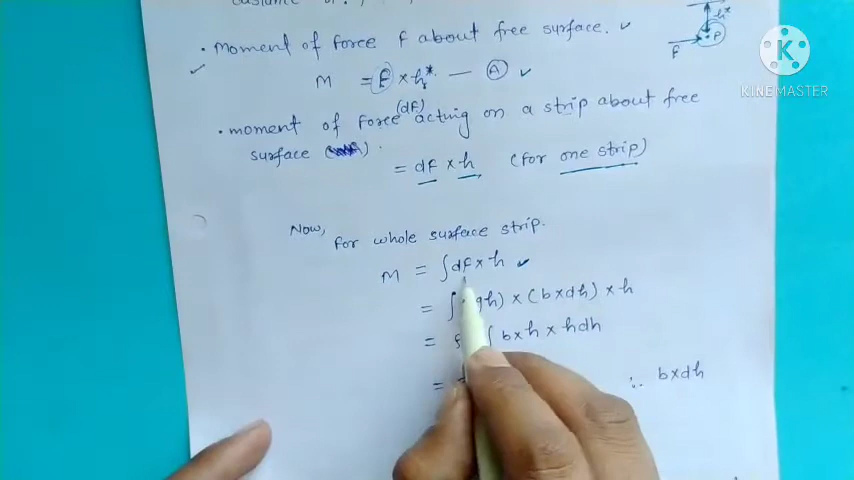 • Moment of force F about free surface. ✓
✓ M = F × h* — Ⓐ ✓
(dF)
• moment of force acting on a strip about free
surface
= dF × h (for one strip)
Now,
For whole surface strip.
M = ∫dF × h ✓
= ∫ gh) × (b×dh) × h
= ∫ b×h × hdh
= ∴ b×dh
h*
P
F
K
KINEMASTER